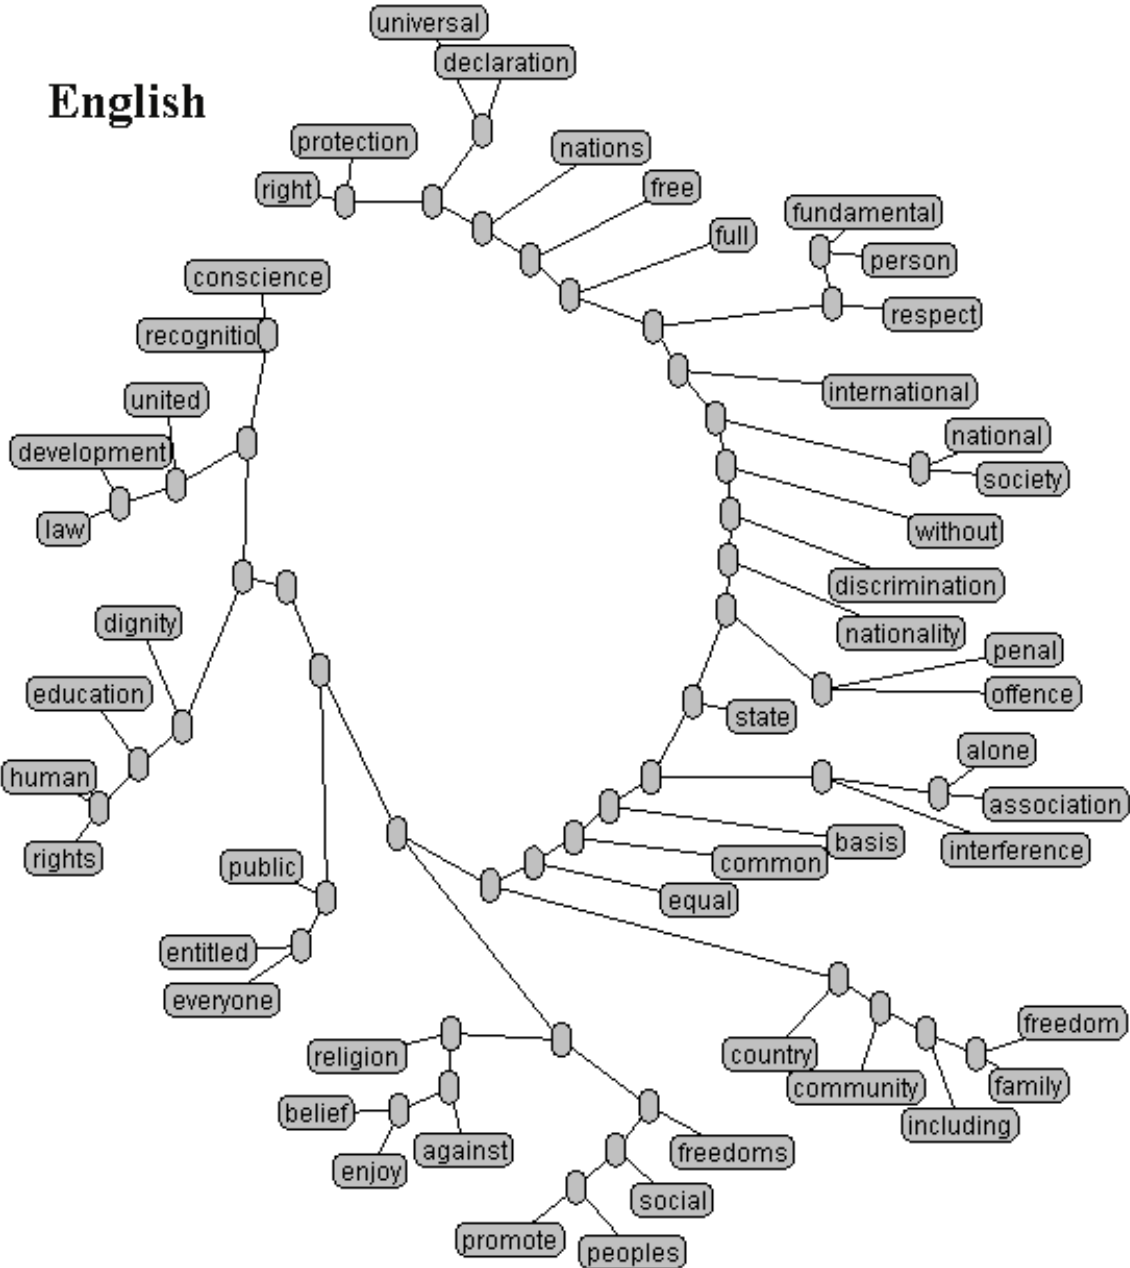 universal
declaration
English
protection
nations
right
free
fundamental
full
person
conscience
respect
recognitio
international
united
national
development
society
law
without
discrimination
dignity
nationality
penal
education
offence
state
alone
human
association
basis
interference
rights
common
public
equal
entitled
everyone
freedom
religion
country
family
community
belief
including
against
freedoms
enjoy
social
promote
peoples